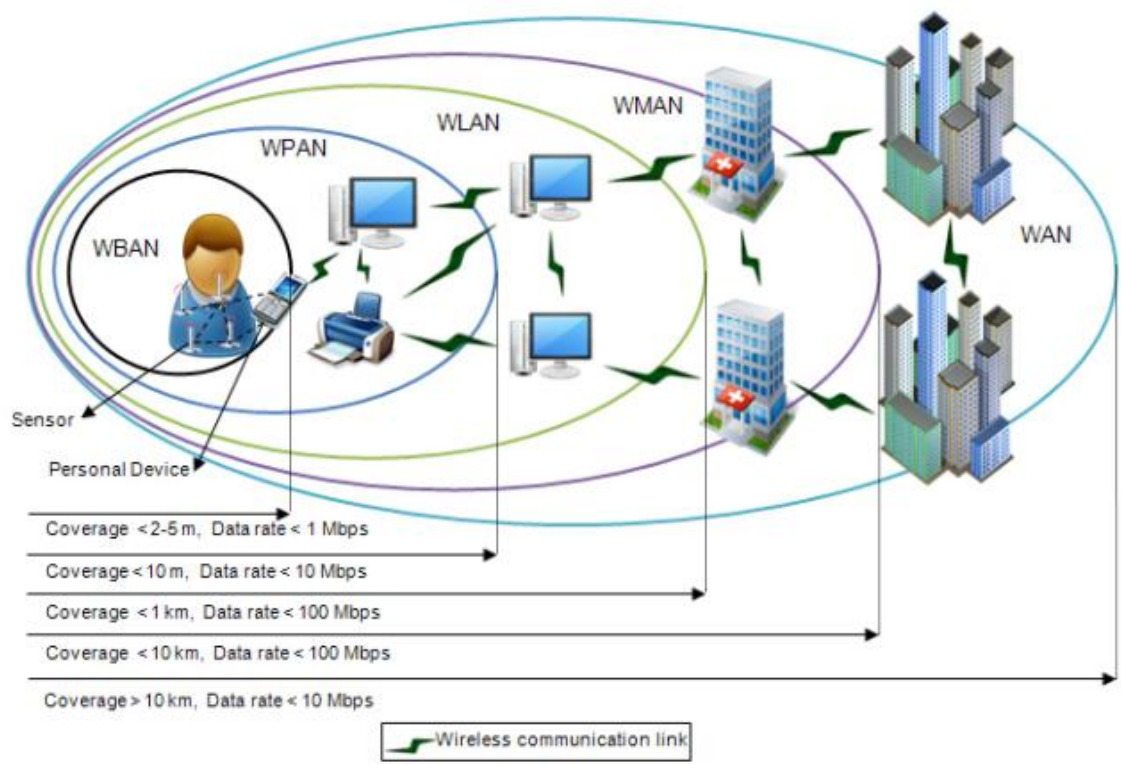 WMAN
WLAN
WPAN
WBAN
WAN
Sensor
Personal Device
Coverage < 2-5 m, Data rate < 1 Mbps
Coverage < 10 m, Data rate < 10 Mbps
Coverage < 1 km, Data rate < 100 Mbps
Coverage < 10 km, Data rate < 100 Mbps
Coverage > 10 km, Data rate < 10 Mbps
Wireless communication link